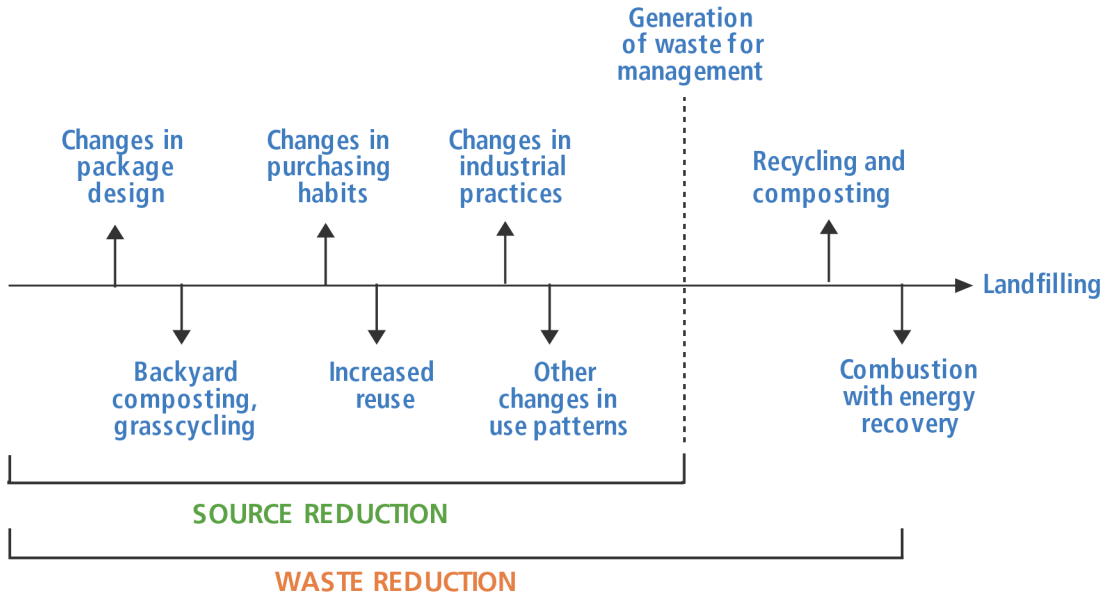 Generation
of waste for
management
Changes in
package
design
Changes in
purchasing
habits
Changes in
industrial
practices
Recycling and
composting
Landfilling
Backyard
composting,
grasscycling
Increased
reuse
Other
changes in
use patterns
Combustion
with energy
recovery
SOURCE REDUCTION
WASTE REDUCTION